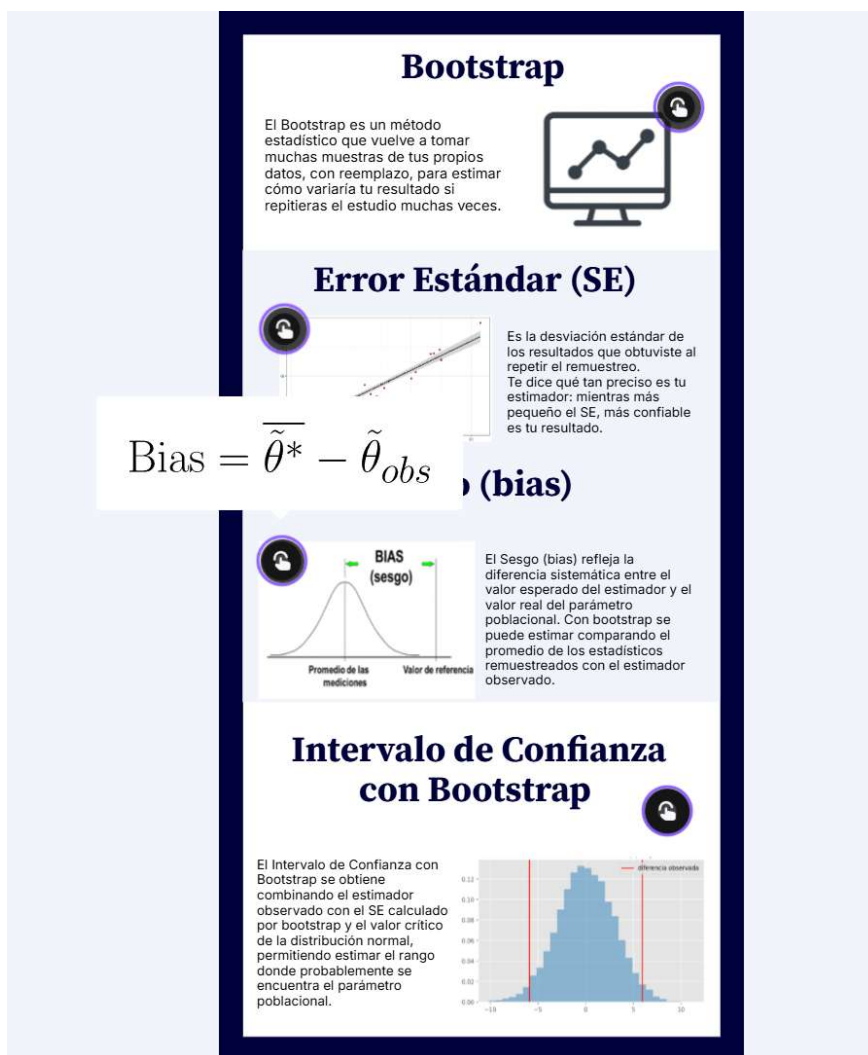 Bootstrap
El Bootstrap es un método
estadístico que vuelve a tomar
muchas muestras de tus propios
datos, con reemplazo, para estimar
cómo variaría tu resultado si
repitieras el estudio muchas veces.
Error Estándar (SE)
Es la desviación estándar de
los resultados que obtuviste al
repetir el remuestreo.
Te dice qué tan preciso es tu
estimador: mientras más
pequeño el SE, más confiable
es tu resultado.
Bias = \overline{\tilde{θ}*} − \tilde{θ}_{obs}
(bias)
BIAS
(sesgo)
Promedio de las
mediciones
Valor de referencia
El Sesgo (bias) refleja la
diferencia sistemática entre el
valor esperado del estimador y el
valor real del parámetro
poblacional. Con bootstrap se
puede estimar comparando el
promedio de los estadísticos
remuestreados con el estimador
observado.
Intervalo de Confianza
con Bootstrap
El Intervalo de Confianza con
Bootstrap se obtiene
combinando el estimador
observado con el SE calculado
por bootstrap y el valor crítico
de la distribución normal,
permitiendo estimar el rango
donde probablemente se
encuentra el parámetro
poblacional.
diferencia observada
0.12
0.10
0.08
0.06
0.04
0.02
0.00
−10
−5
0
5
10